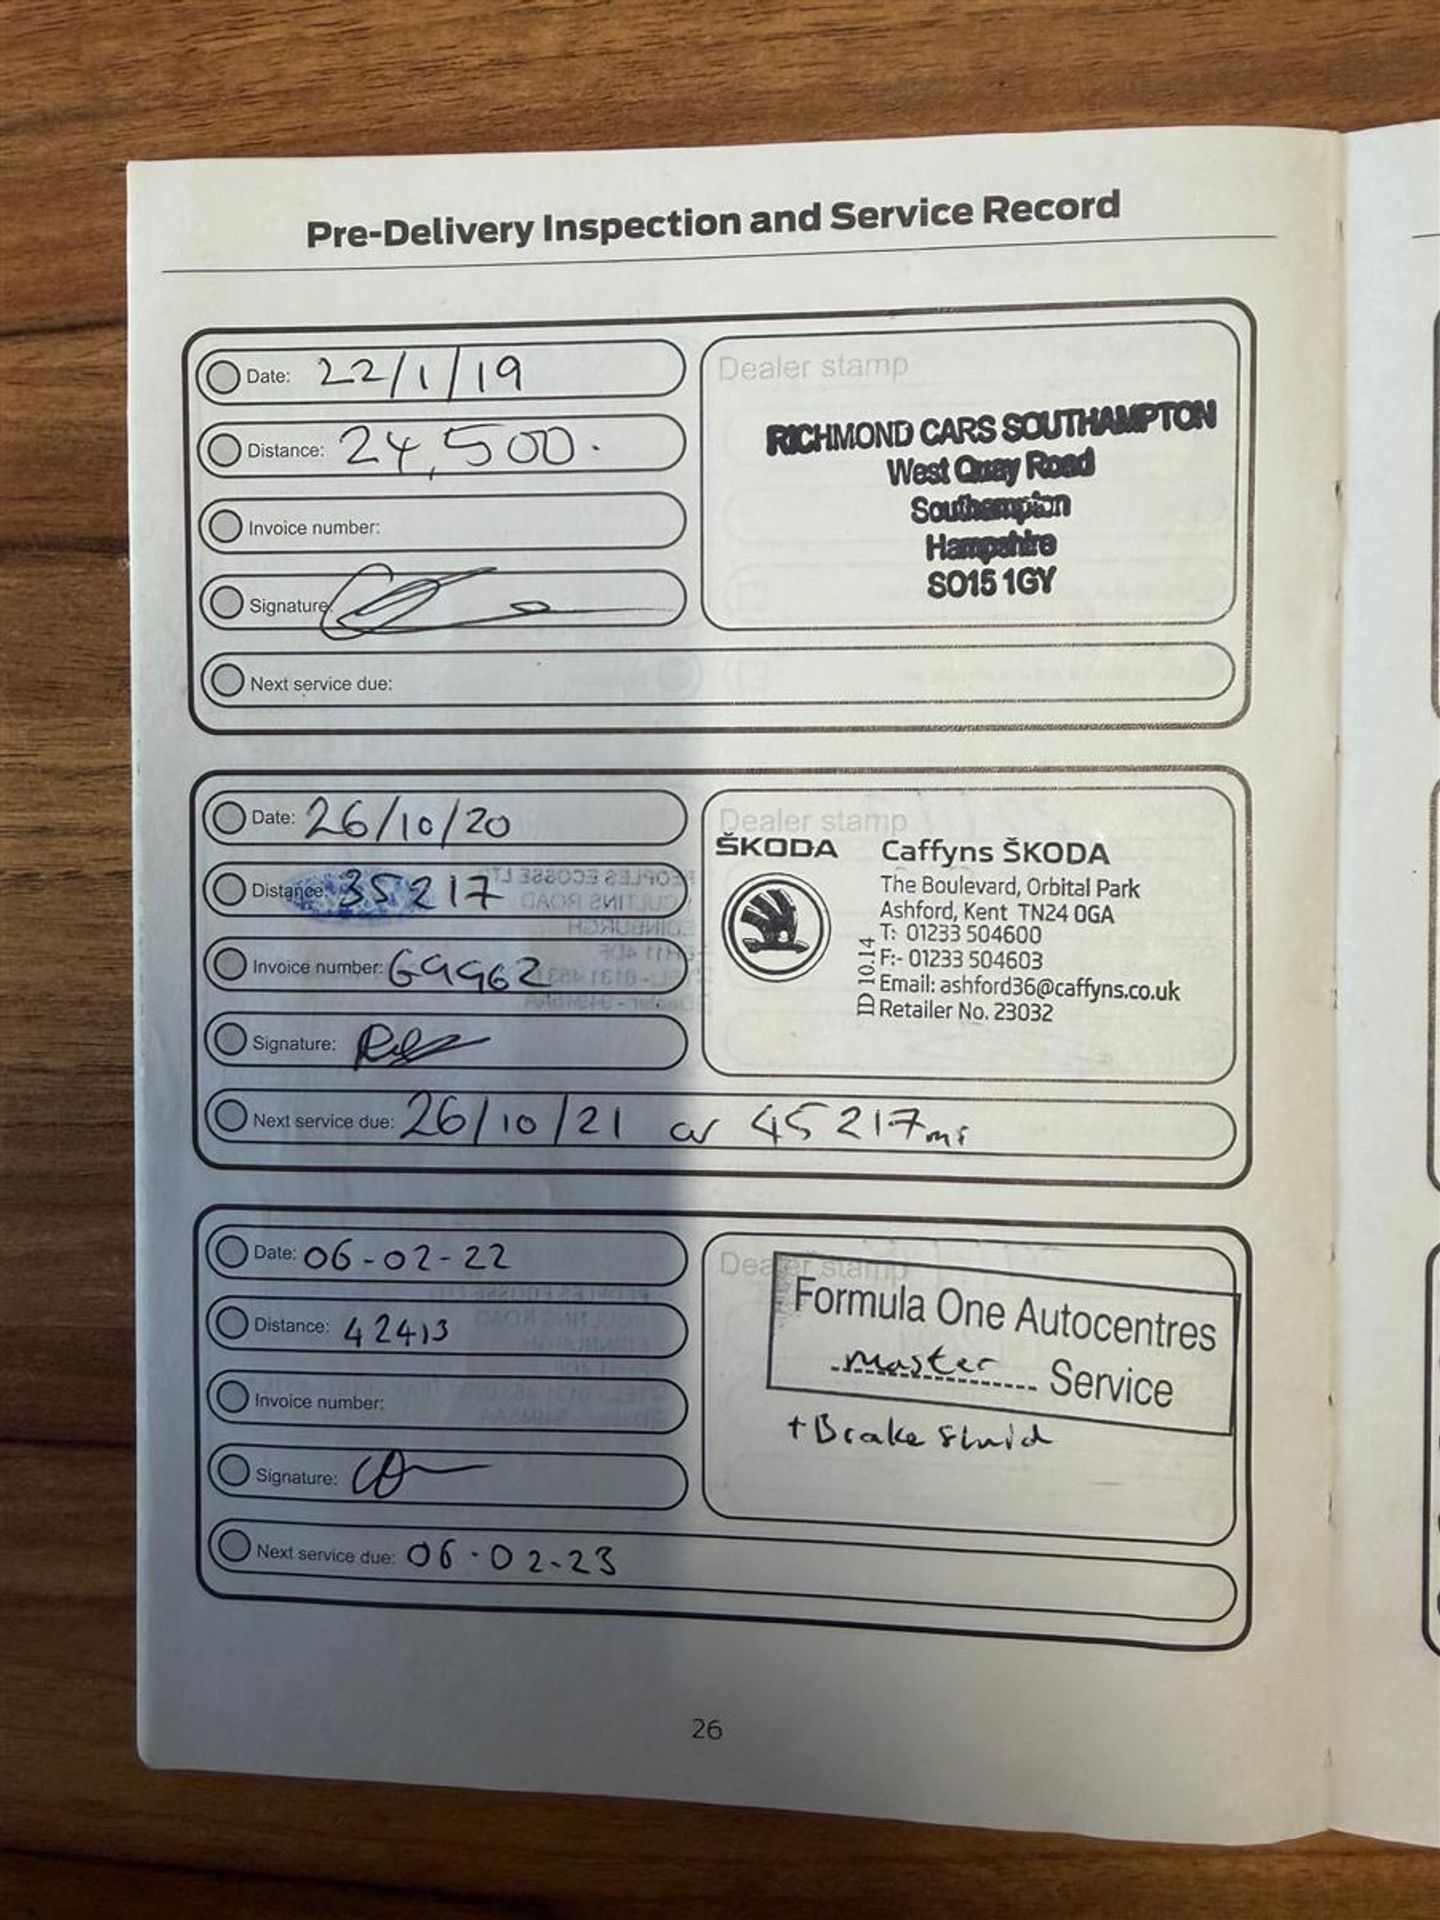 Pre-Delivery Inspection and Service Record
Date: 22/1/19
Distance: 24,500.
Invoice number:
Signature:
Next service due:
Dealer stamp
RICHMOND CARS SOUTHAMPTON
West Quay Road
Southampton
Hampshire
SO15 1GY
Date: 26/10/20
Distance: 35217
Invoice number: 69962
Signature:
Next service due: 26/10/21 or 45217mi
Dealer stamp
ŠKODA
Caffyns ŠKODA
The Boulevard, Orbital Park
Ashford, Kent TN24 0GA
T: 01233 504600
F:- 01233 504603
Email: ashford36@caffyns.co.uk
Retailer No. 23032
ID 10.14
Date: 06-02-22
Distance: 42413
Invoice number:
Signature:
Next service due: 06-02-23
Dealer stamp
Formula One Autocentres
master Service
+ Brake fluid
26